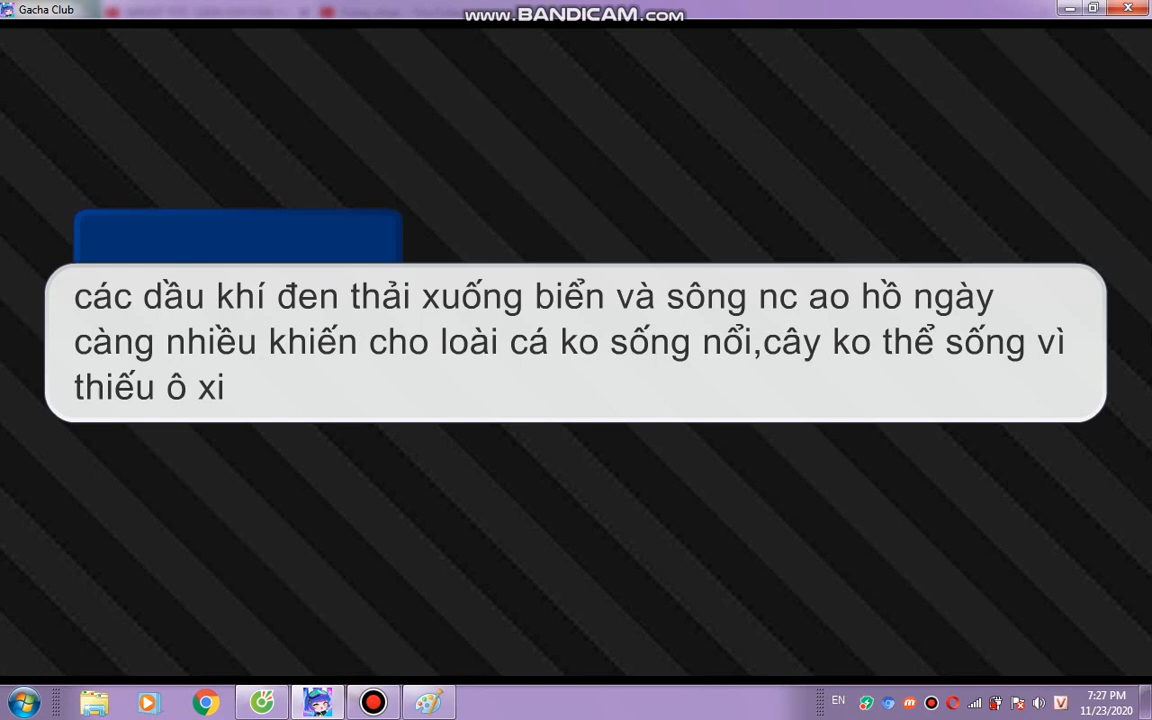 Gacha Club
www.BANDICAM.com
các dầu khí đen thải xuống biển và sông nc ao hồ ngày
càng nhiều khiến cho loài cá ko sống nổi,cây ko thể sống vì
thiếu ô xi
EN
7:27 PM
11/23/2020